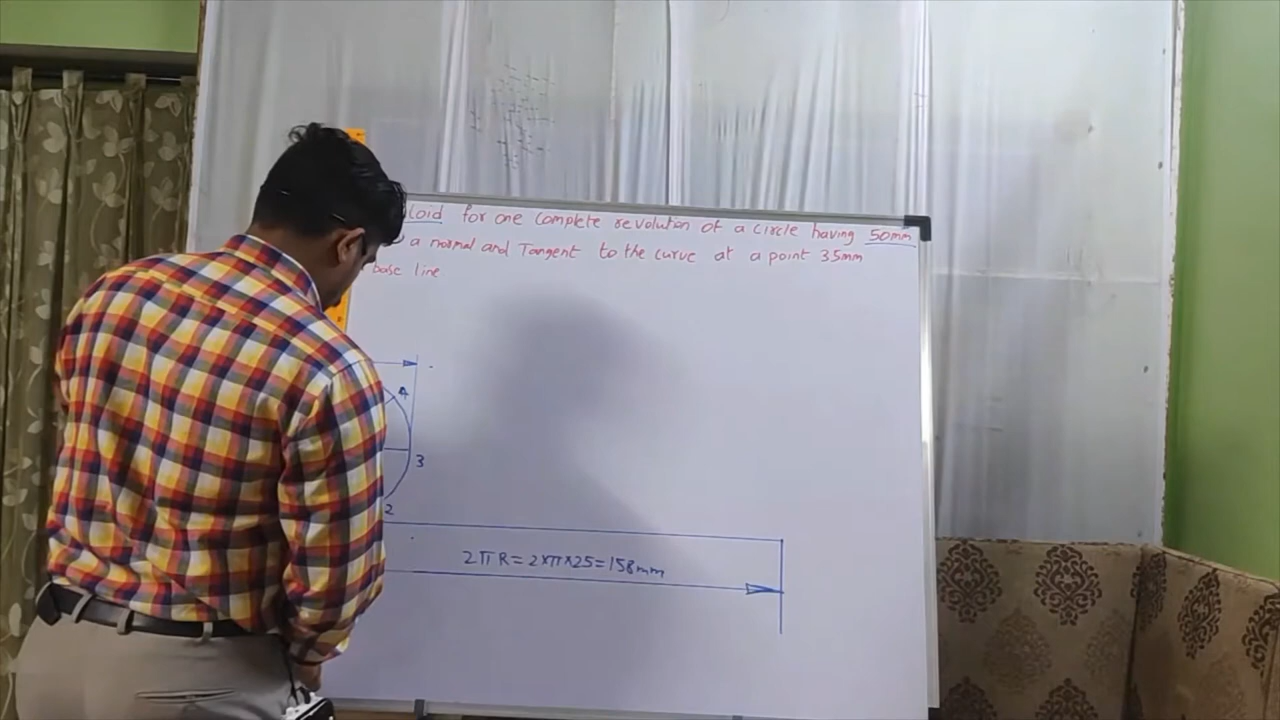 loid for one complete revolution of a circle having 50mm
a normal and Tangent to the curve at a point 35mm
base line
4
3
2
2πR=2×π×25=158mm